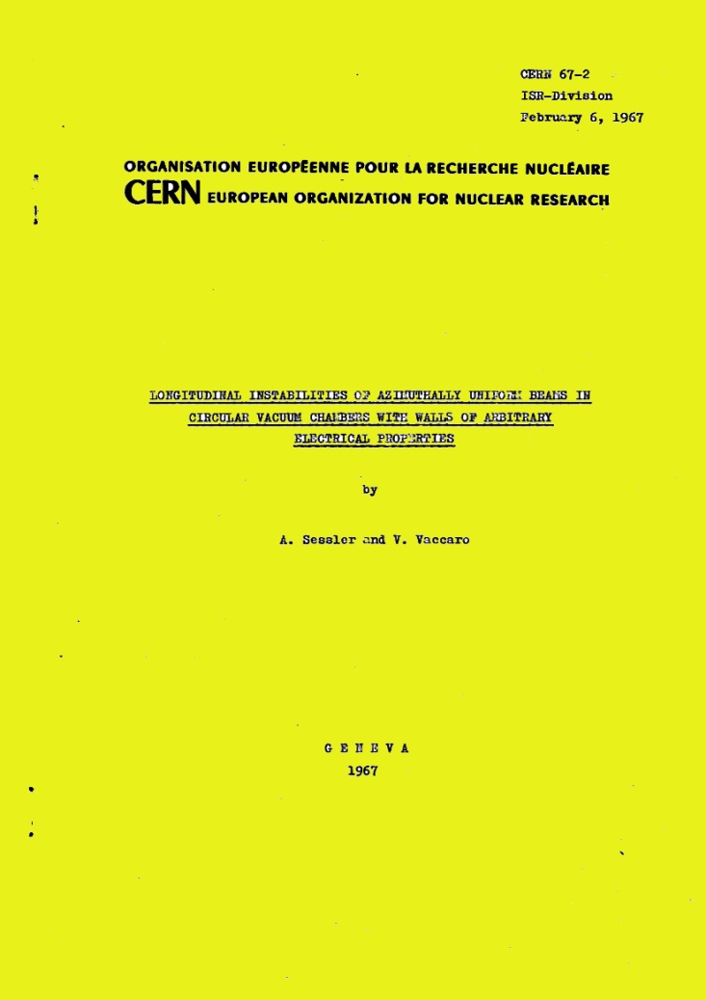 CERN 67-2
ISR-Division
February 6, 1967
ORGANISATION EUROPÉENNE POUR LA RECHERCHE NUCLÉAIRE
CERN EUROPEAN ORGANIZATION FOR NUCLEAR RESEARCH
LONGITUDINAL INSTABILITIES OF AZIMUTHALLY UNIFORM BEAMS IN
CIRCULAR VACUUM CHAMBERS WITH WALLS OF ARBITRARY
ELECTRICAL PROPERTIES
by
A. Sessler and V. Vaccaro
G E N E V A
1967